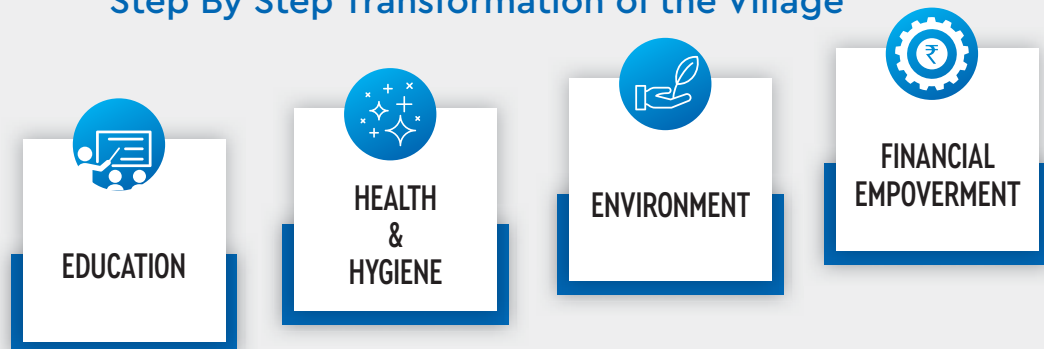 Step By Step Transformation of the Village
EDUCATION
HEALTH
&
HYGIENE
ENVIRONMENT
FINANCIAL
EMPOVERMENT
₹